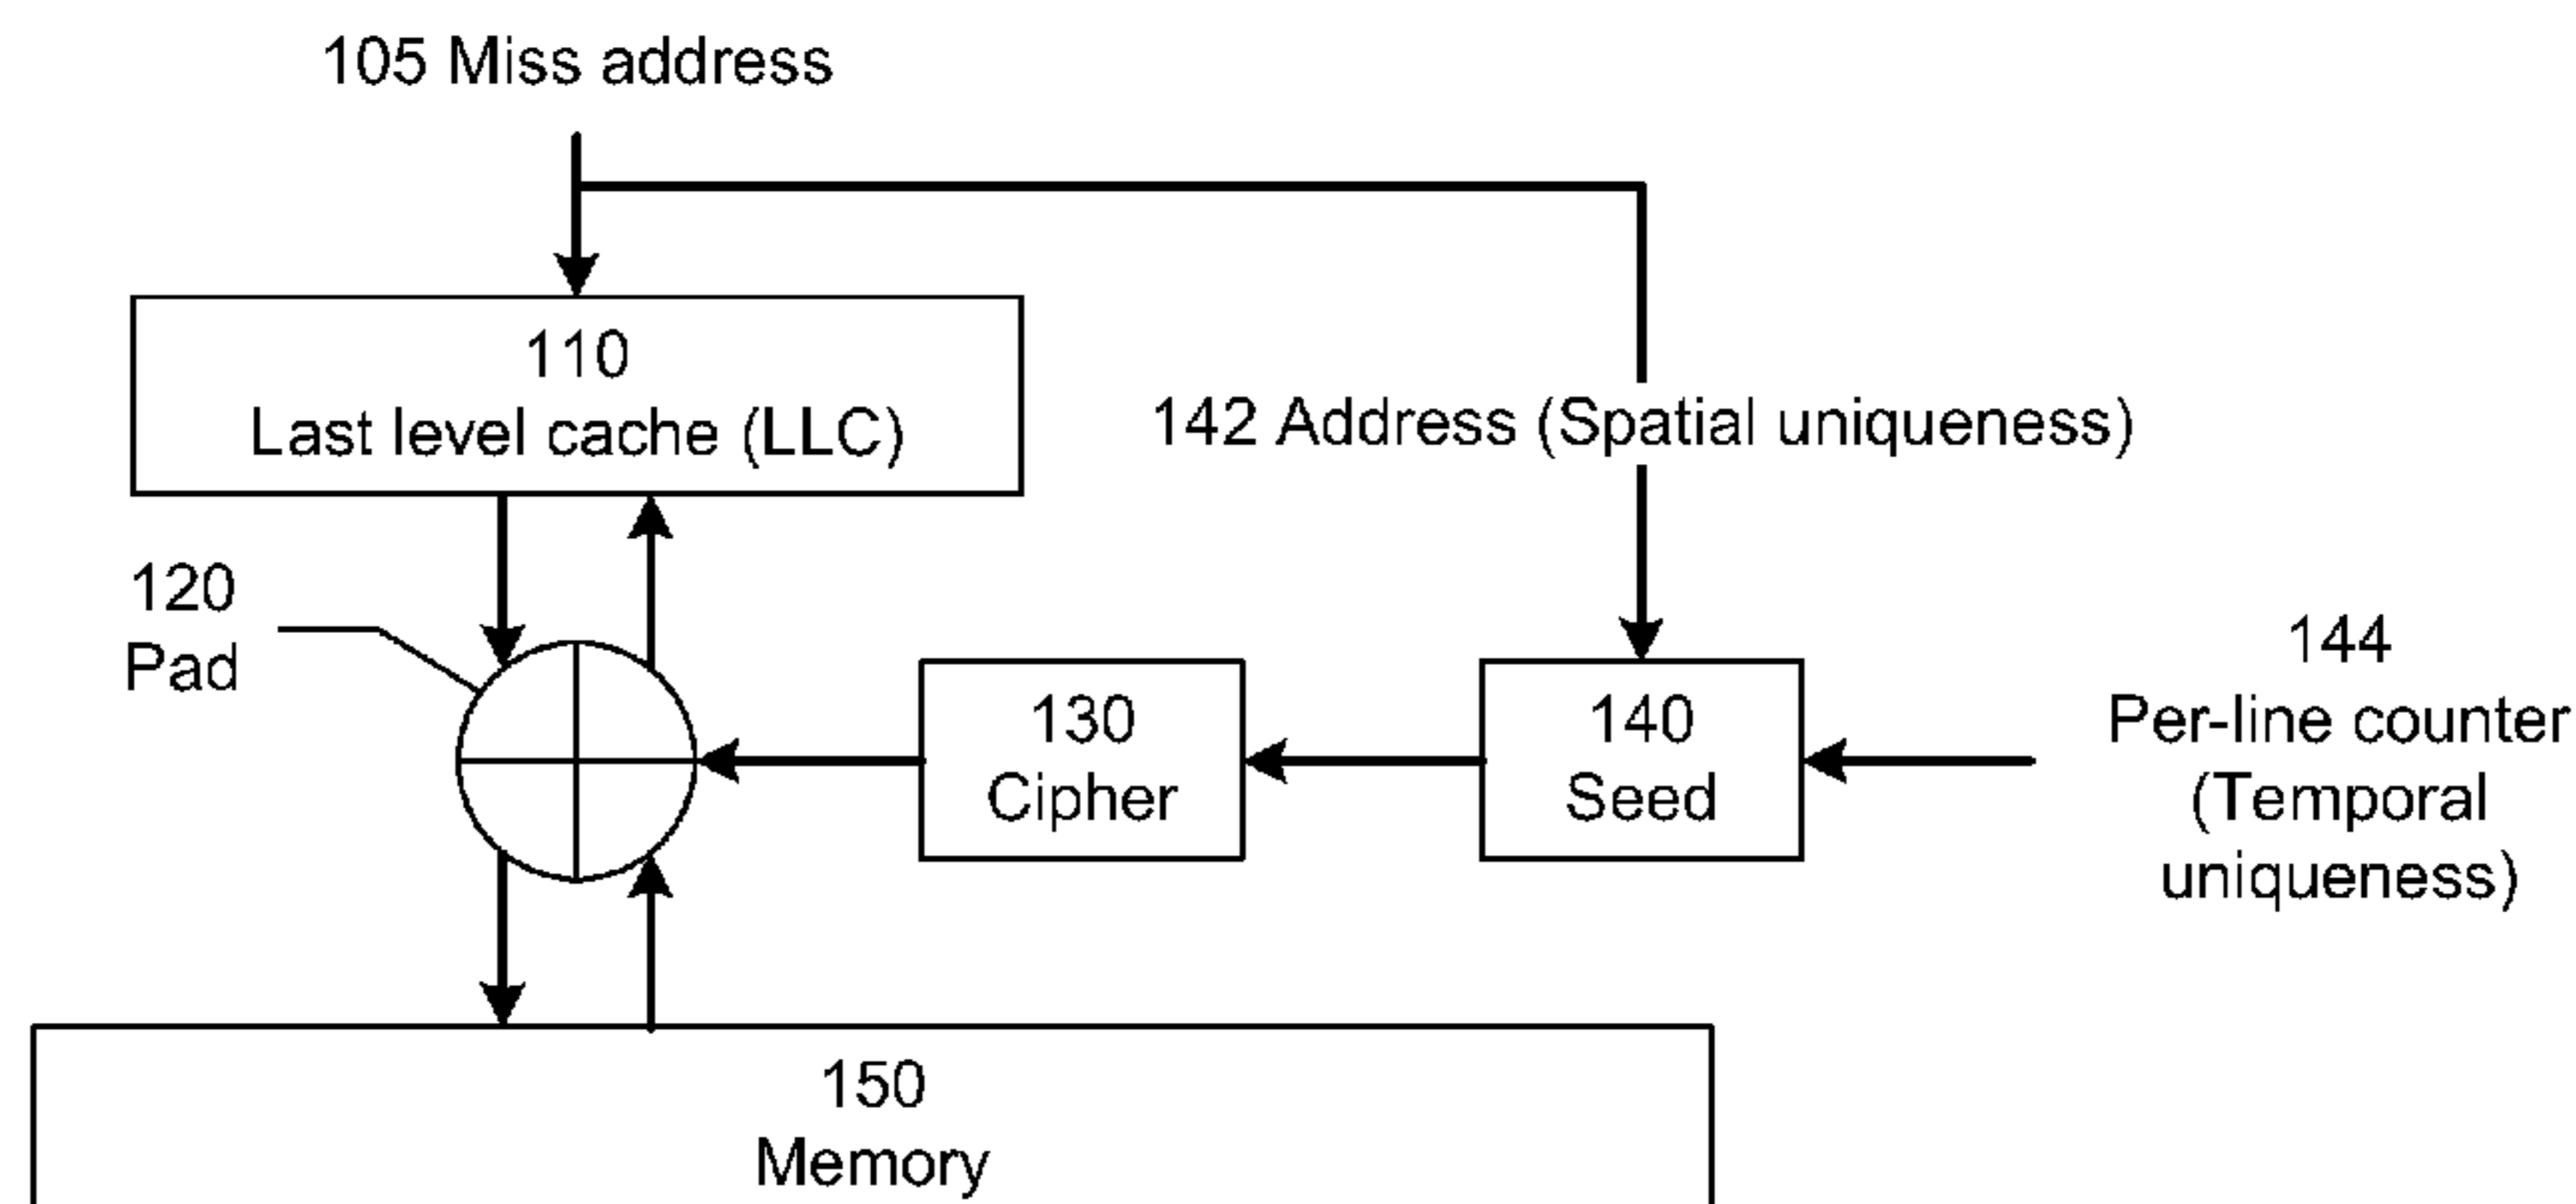 105 Miss address
110
Last level cache (LLC)
142 Address (Spatial uniqueness)
120
Pad
130
Cipher
140
Seed
144
Per-line counter
(Temporal
uniqueness)
150
Memory